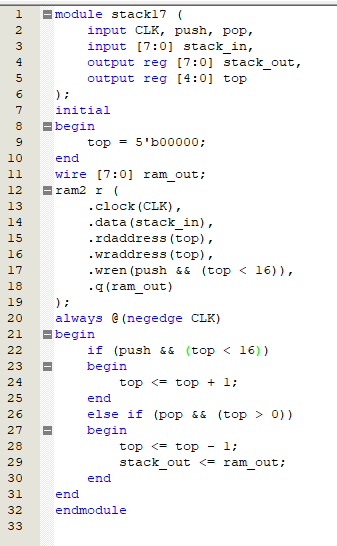 1 module stack17 (
2 input CLK, push, pop,
3 input [7:0] stack_in,
4 output reg [7:0] stack_out,
5 output reg [4:0] top
6 );
7 initial
8 begin
9 top = 5'b00000;
10 end
11 wire [7:0] ram_out;
12 ram2 r (
13 .clock(CLK),
14 .data(stack_in),
15 .rdaddress(top),
16 .wraddress(top),
17 .wren(push && (top < 16)),
18 .q(ram_out)
19 );
20 always @(negedge CLK)
21 begin
22 if (push && (top < 16))
23 begin
24 top <= top + 1;
25 end
26 else if (pop && (top > 0))
27 begin
28 top <= top - 1;
29 stack_out <= ram_out;
30 end
31 end
32 endmodule
33